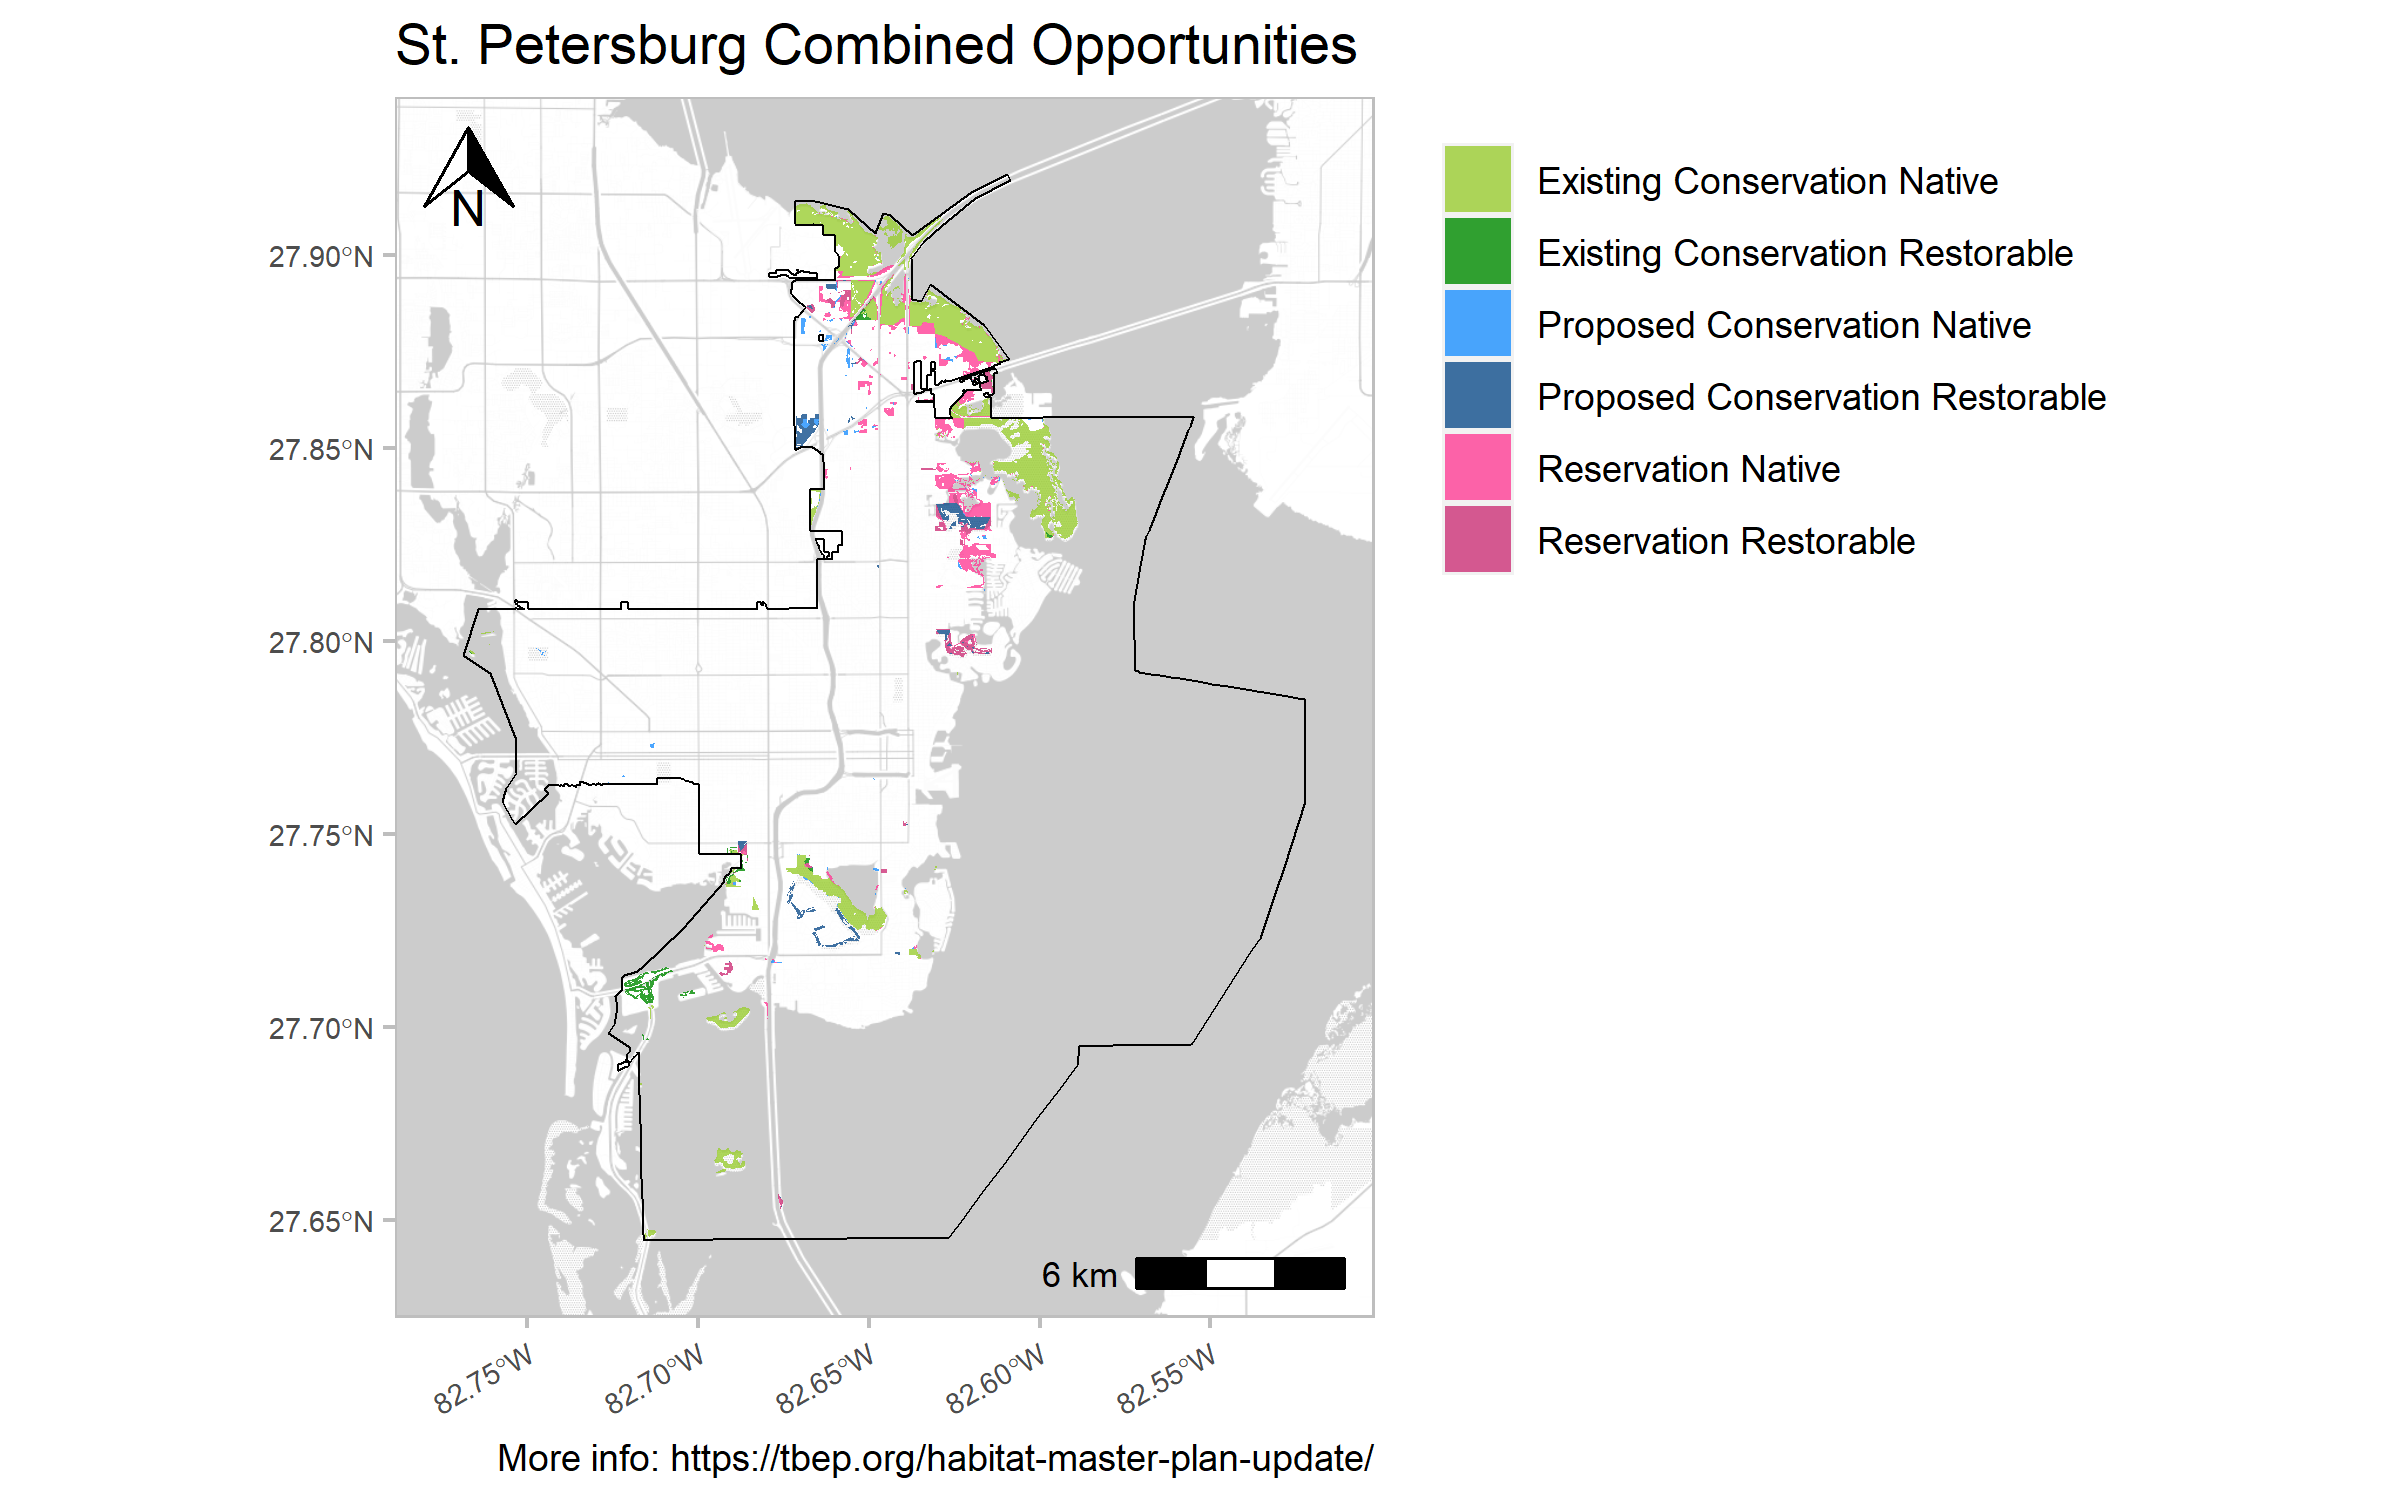 St. Petersburg Combined Opportunities
N
Existing Conservation Native
Existing Conservation Restorable
Proposed Conservation Native
Proposed Conservation Restorable
Reservation Native
Reservation Restorable
27.90°N
27.85°N
27.80°N
27.75°N
27.70°N
27.65°N
6 km
82.75°W
82.70°W
82.65°W
82.60°W
82.55°W
More info: https://tbep.org/habitat-master-plan-update/